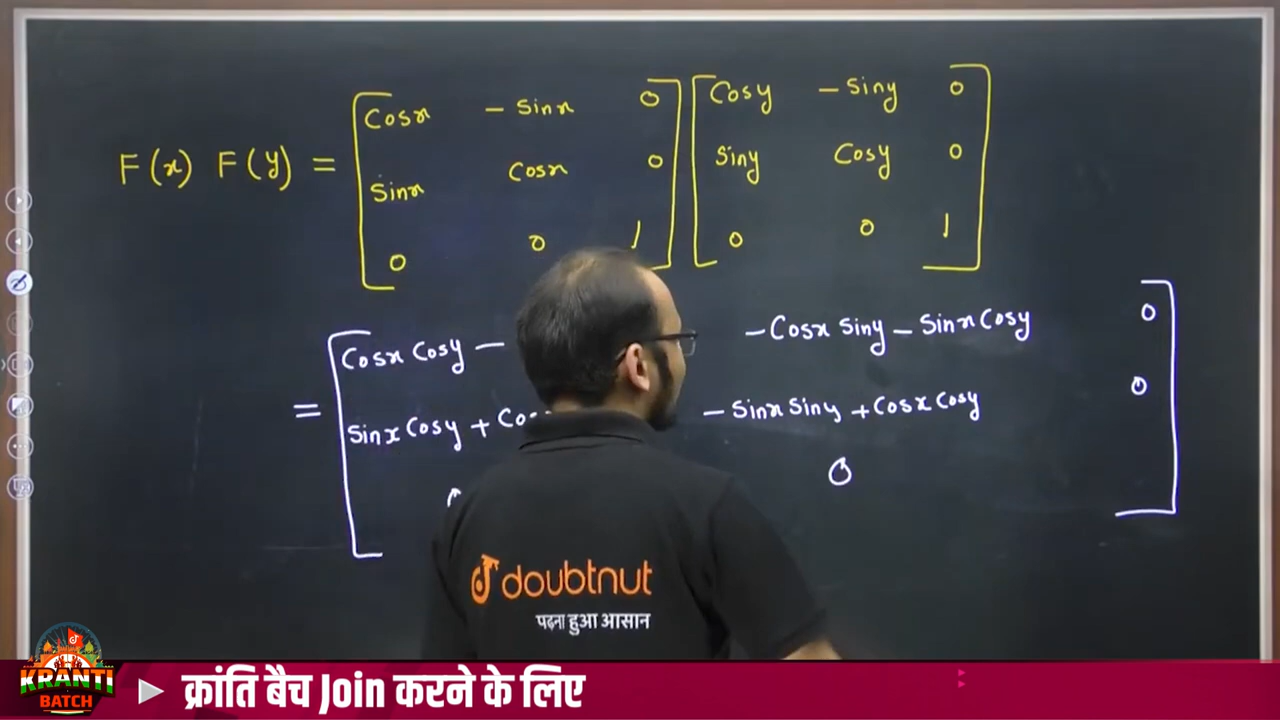 Cosx - Sinx 0 Cosy - Siny 0
F(x) F(y) = Sinx Cosx 0 Siny Cosy 0
0 0 1 0 0 1
Cosx Cosy - - Cosx Siny - Sinx Cosy 0
= Sinx Cosy + - Sinx Siny + Cosx Cosy 0
0
doubtnut
पढ़ना हुआ आसान
KRANTI
BATCH
क्रांति बैच Join करने के लिए